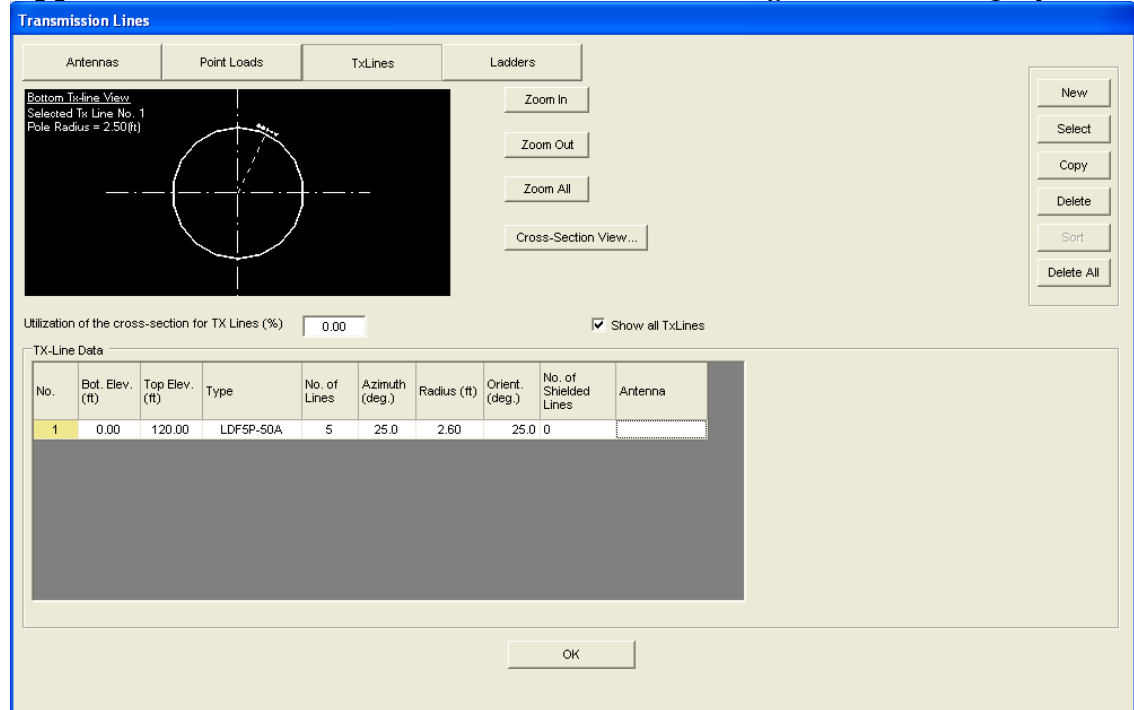 Transmission Lines
Antennas Point Loads TxLines Ladders
Bottom Tx-line View
Selected Tx Line No. 1
Pole Radius = 2.50(ft)
Zoom In
Zoom Out
Zoom All
Cross-Section View...
New
Select
Copy
Delete
Sort
Delete All
Utilization of the cross-section for TX Lines (%) 0.00 Show all TxLines
TX-Line Data
No. Bot. Elev. (ft) Top Elev. (ft) Type No. of Lines Azimuth (deg.) Radius (ft) Orient. (deg.) No. of Shielded Lines Antenna
1 0.00 120.00 LDF5P-50A 5 25.0 2.60 25.0 0
OK